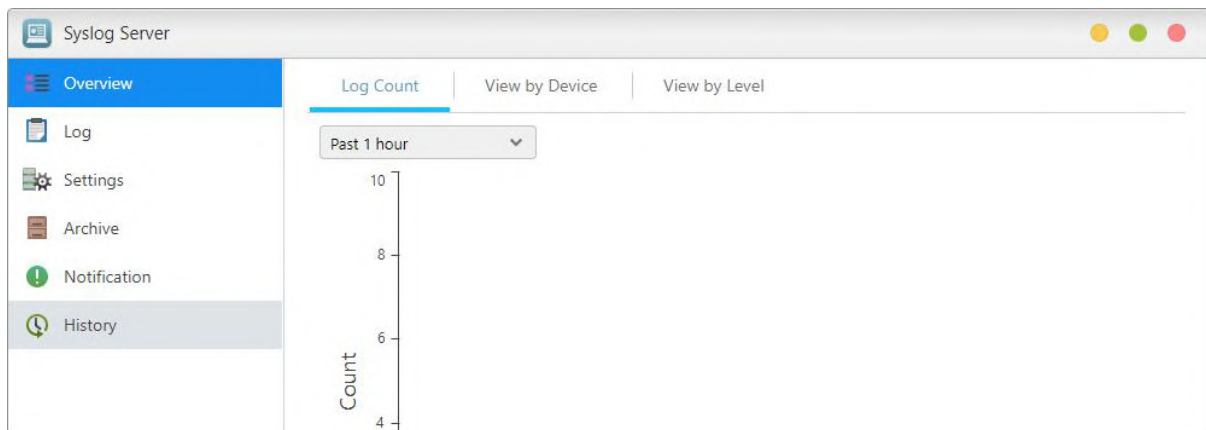 Syslog Server
Overview
Log
Settings
Archive
Notification
History
Log Count View by Device View by Level
Past 1 hour
10
8
6
4
Count